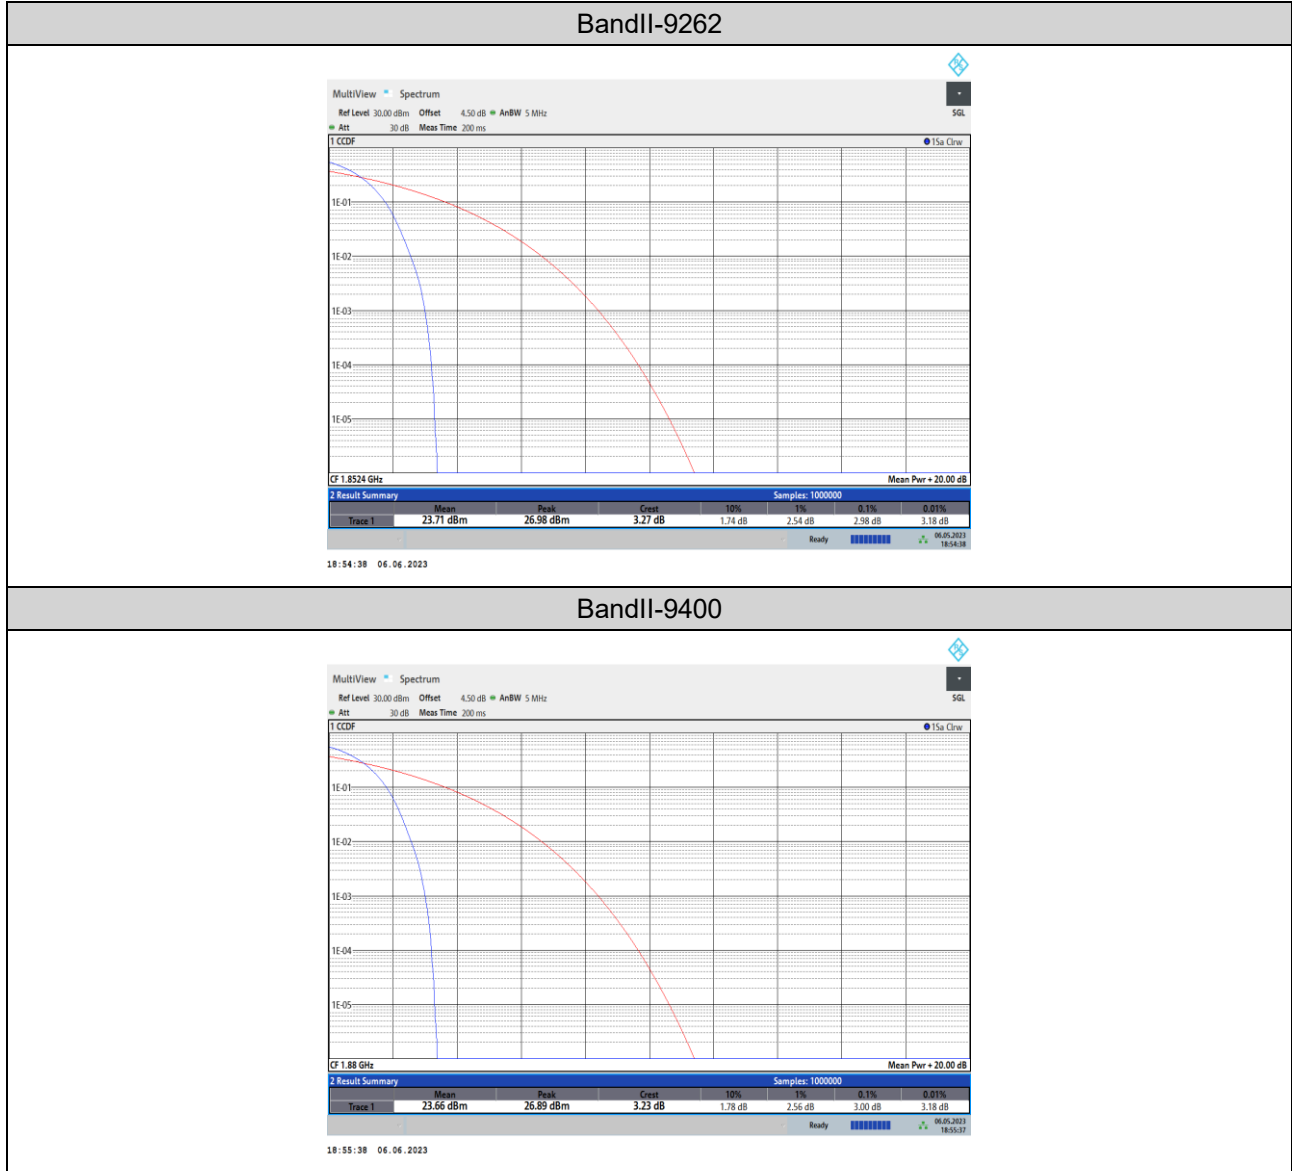 BandII-9262
MultiView Spectrum
Ref Level 30.00 dBm Offset 4.50 dB AnBW 5 MHz SGL
Att 30 dB Meas Time 200 ms
1 CCDF 1Sa Clrw
1E-01
1E-02
1E-03
1E-04
1E-05
CF 1.8524 GHz Mean Pwr + 20.00 dB
2 Result Summary Samples: 1000000
Mean Peak Crest 10% 1% 0.1% 0.01%
Trace 1 23.71 dBm 26.98 dBm 3.27 dB 1.74 dB 2.54 dB 2.98 dB 3.18 dB
Ready 06.05.2023
18:54:38
18:54:38 06.06.2023
BandII-9400
MultiView Spectrum
Ref Level 30.00 dBm Offset 4.50 dB AnBW 5 MHz SGL
Att 30 dB Meas Time 200 ms
1 CCDF 1Sa Clrw
1E-01
1E-02
1E-03
1E-04
1E-05
CF 1.88 GHz Mean Pwr + 20.00 dB
2 Result Summary Samples: 1000000
Mean Peak Crest 10% 1% 0.1% 0.01%
Trace 1 23.66 dBm 26.89 dBm 3.23 dB 1.78 dB 2.56 dB 3.00 dB 3.18 dB
Ready 06.05.2023
18:55:37
18:55:38 06.06.2023